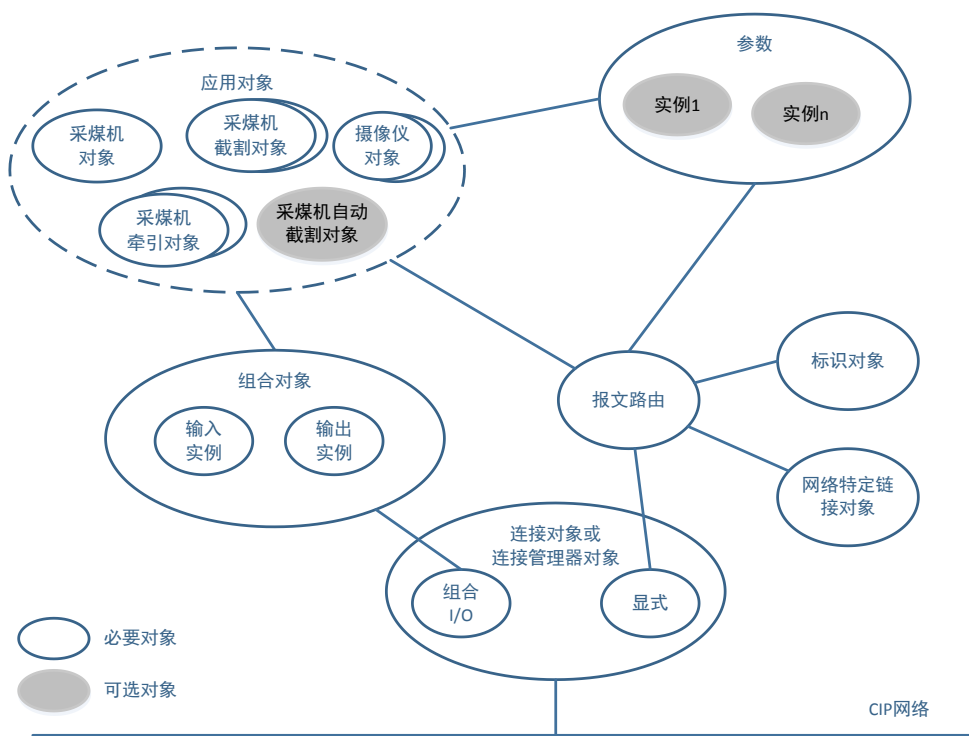 参数
实例1
实例n
应用对象
采煤机
对象
采煤机
截割对象
摄像仪
对象
采煤机
牵引对象
采煤机自动
截割对象
组合对象
输入
实例
输出
实例
报文路由
标识对象
网络特定链
接对象
连接对象或
连接管理器对象
组合
I/O
显式
必要对象
可选对象
CIP网络